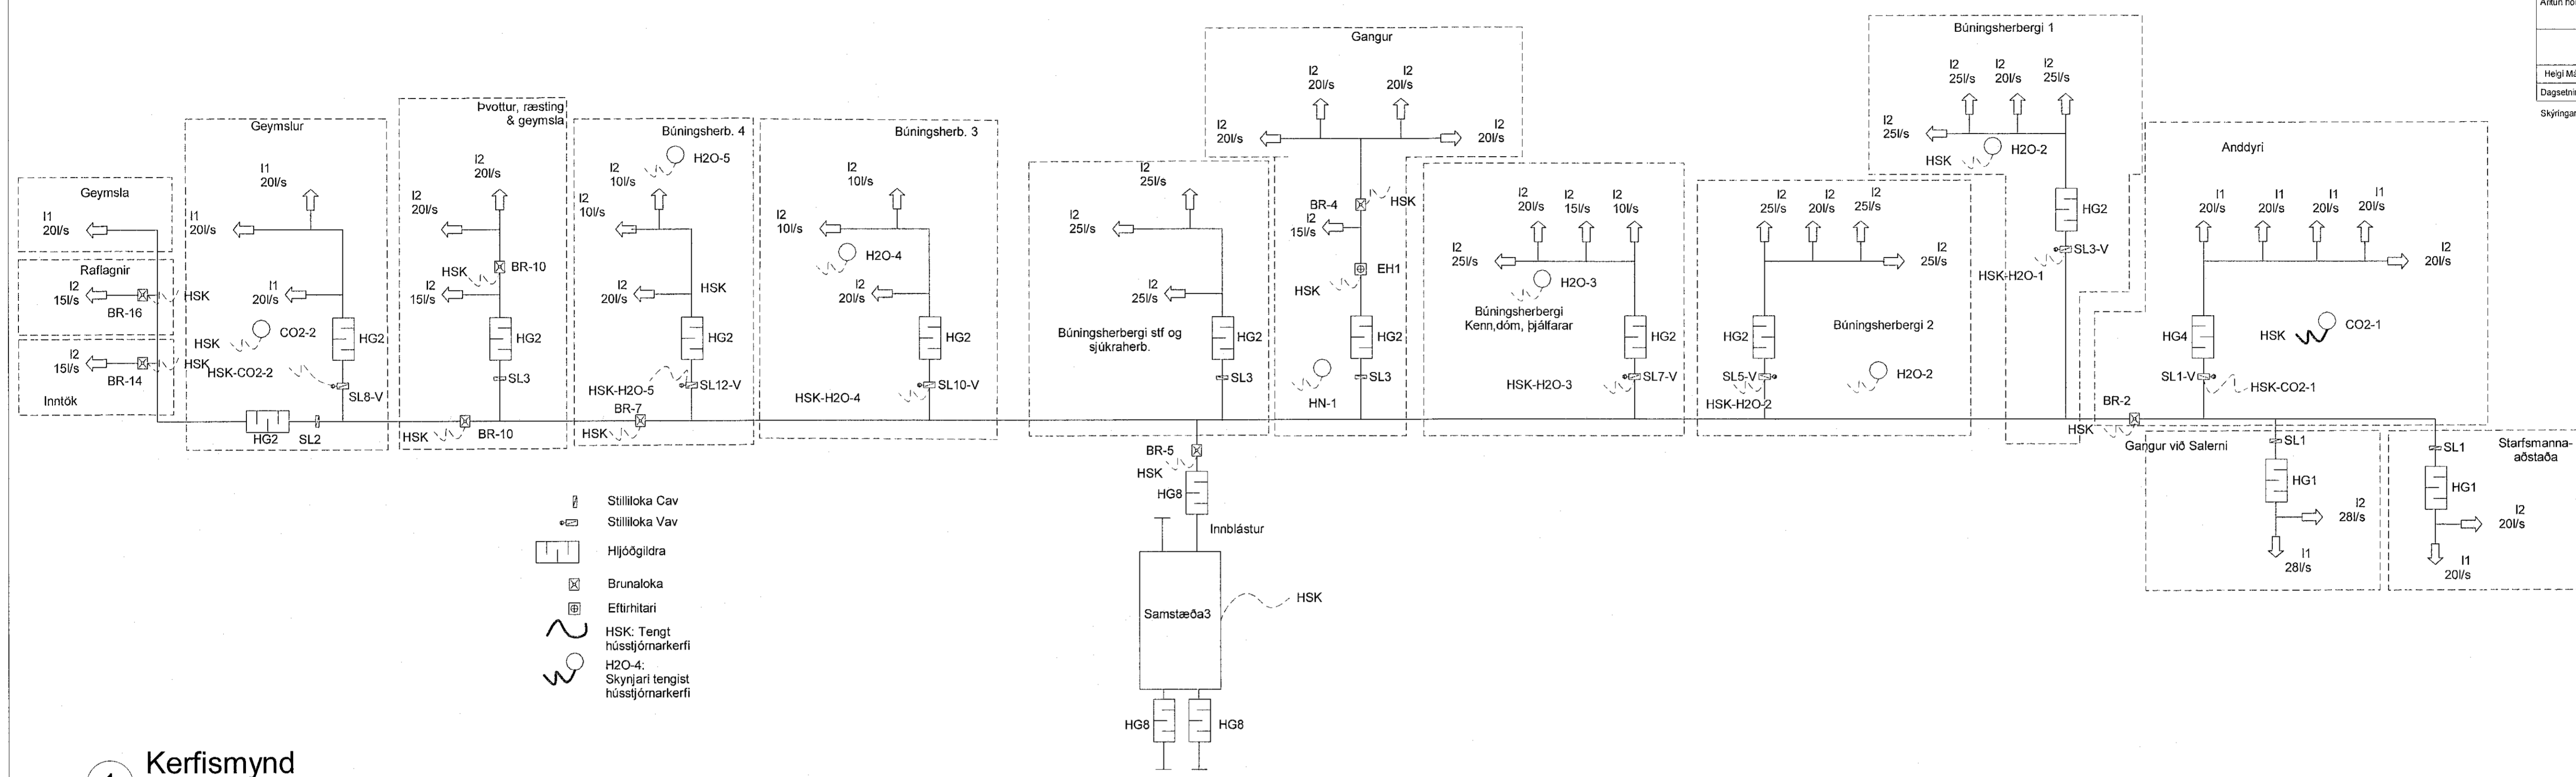 Geymsla
I1
20l/s
Raflagnir
I2
15l/s
BR-16
HSK
I2
15l/s
BR-14
HSK
Inntök
Geymslur
I1
20l/s
I1
20l/s
I1
20l/s
CO2-2
HSK
HG2
HSK-CO2-2
SL8-V
HG2
SL2
Þvottur, ræsting
& geymsla
I2
20l/s
I2
20l/s
HSK
BR-10
I2
15l/s
HG2
SL3
HSK
BR-10
Búningsherb. 4
H2O-5
I2
10l/s
I2
10l/s
I2
20l/s
HSK
HG2
HSK-H2O-5
SL12-V
BR-7
HSK
Búningsherb. 3
I2
10l/s
I2
10l/s
H2O-4
I2
20l/s
HG2
HSK-H2O-4
SL10-V
I2
25l/s
I2
25l/s
I2
25l/s
Búningsherbergi stf og
sjúkraherb.
HG2
SL3
Gangur
I2
20l/s
I2
20l/s
I2
20l/s
I2
20l/s
BR-4
HSK
I2
15l/s
EH1
HSK
HG2
SL3
HN-1
I2
20l/s
I2
15l/s
I2
10l/s
I2
25l/s
H2O-3
HSK
Búningsherbergi
Kenn,dóm, þjálfarar
HG2
HSK-H2O-3
SL7-V
I2
25l/s
I2
20l/s
I2
25l/s
I2
25l/s
HG2
Búningsherbergi 2
SL5-V
H2O-2
HSK-H2O-2
Búningsherbergi 1
I2
25l/s
I2
20l/s
I2
25l/s
I2
25l/s
H2O-2
HSK
HG2
SL3-V
HSK-H2O-1
Anddyri
I1
20l/s
I1
20l/s
I1
20l/s
I1
20l/s
I2
20l/s
HG4
HSK
CO2-1
SL1-V
HSK-CO2-1
BR-2
HSK
Gangur við Salerni
SL1
HG1
I2
28l/s
I1
28l/s
SL1
Starfsmanna-
aðstaða
HG1
I2
20l/s
I1
20l/s
BR-5
HSK
HG8
Innblástur
Samstæða3
HSK
HG8
HG8
Stilliloka Cav
Stilliloka Vav
Hljóðgildra
Brunaloka
Eftirhitari
HSK: Tengt
hússtjórnarkerfi
H2O-4:
Skynjari tengist
hússtjórnarkerfi
1
Kerfismynd